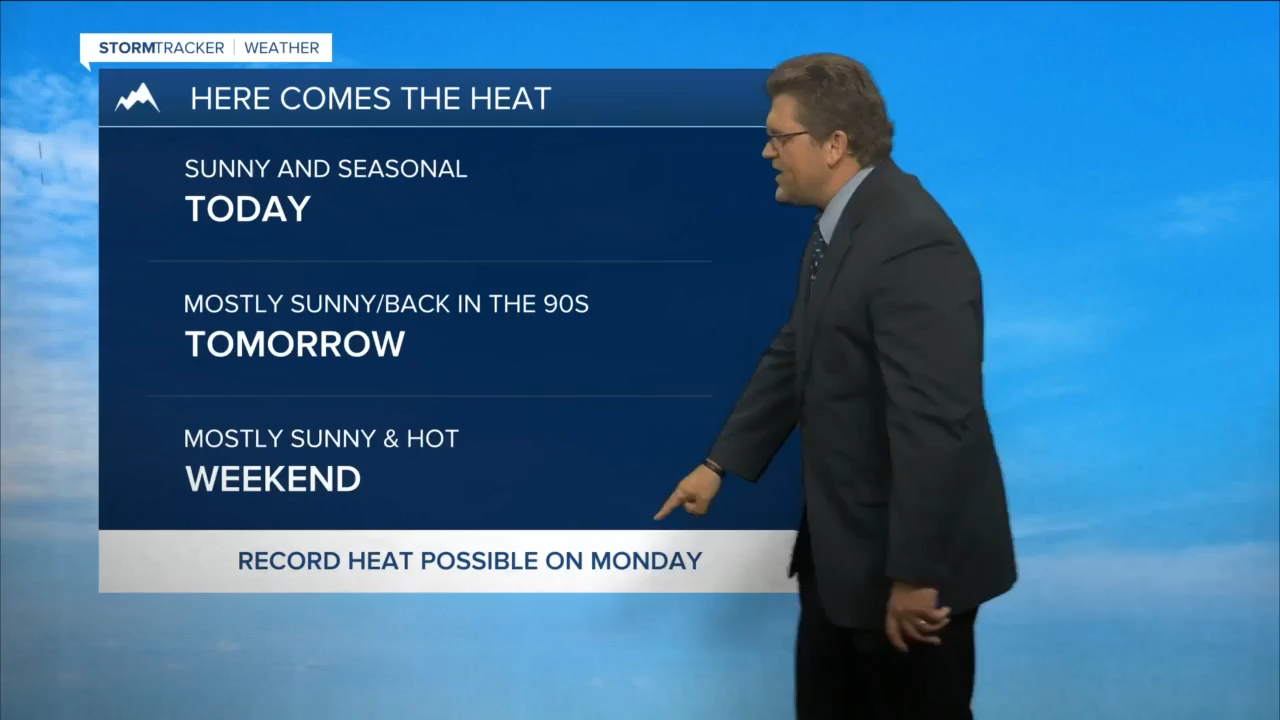 STORMTRACKER | WEATHER
HERE COMES THE HEAT
SUNNY AND SEASONAL
TODAY
MOSTLY SUNNY/BACK IN THE 90S
TOMORROW
MOSTLY SUNNY & HOT
WEEKEND
RECORD HEAT POSSIBLE ON MONDAY